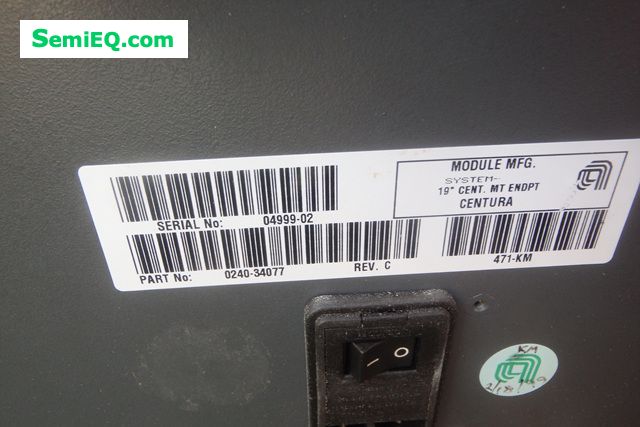 SemiEQ.com
MODULE MFG.
SYSTEM-
19" CENT. MT ENDPT
CENTURA
SERIAL No: 04999-02
PART No: 0240-34077 REV. C 471-KM
KM